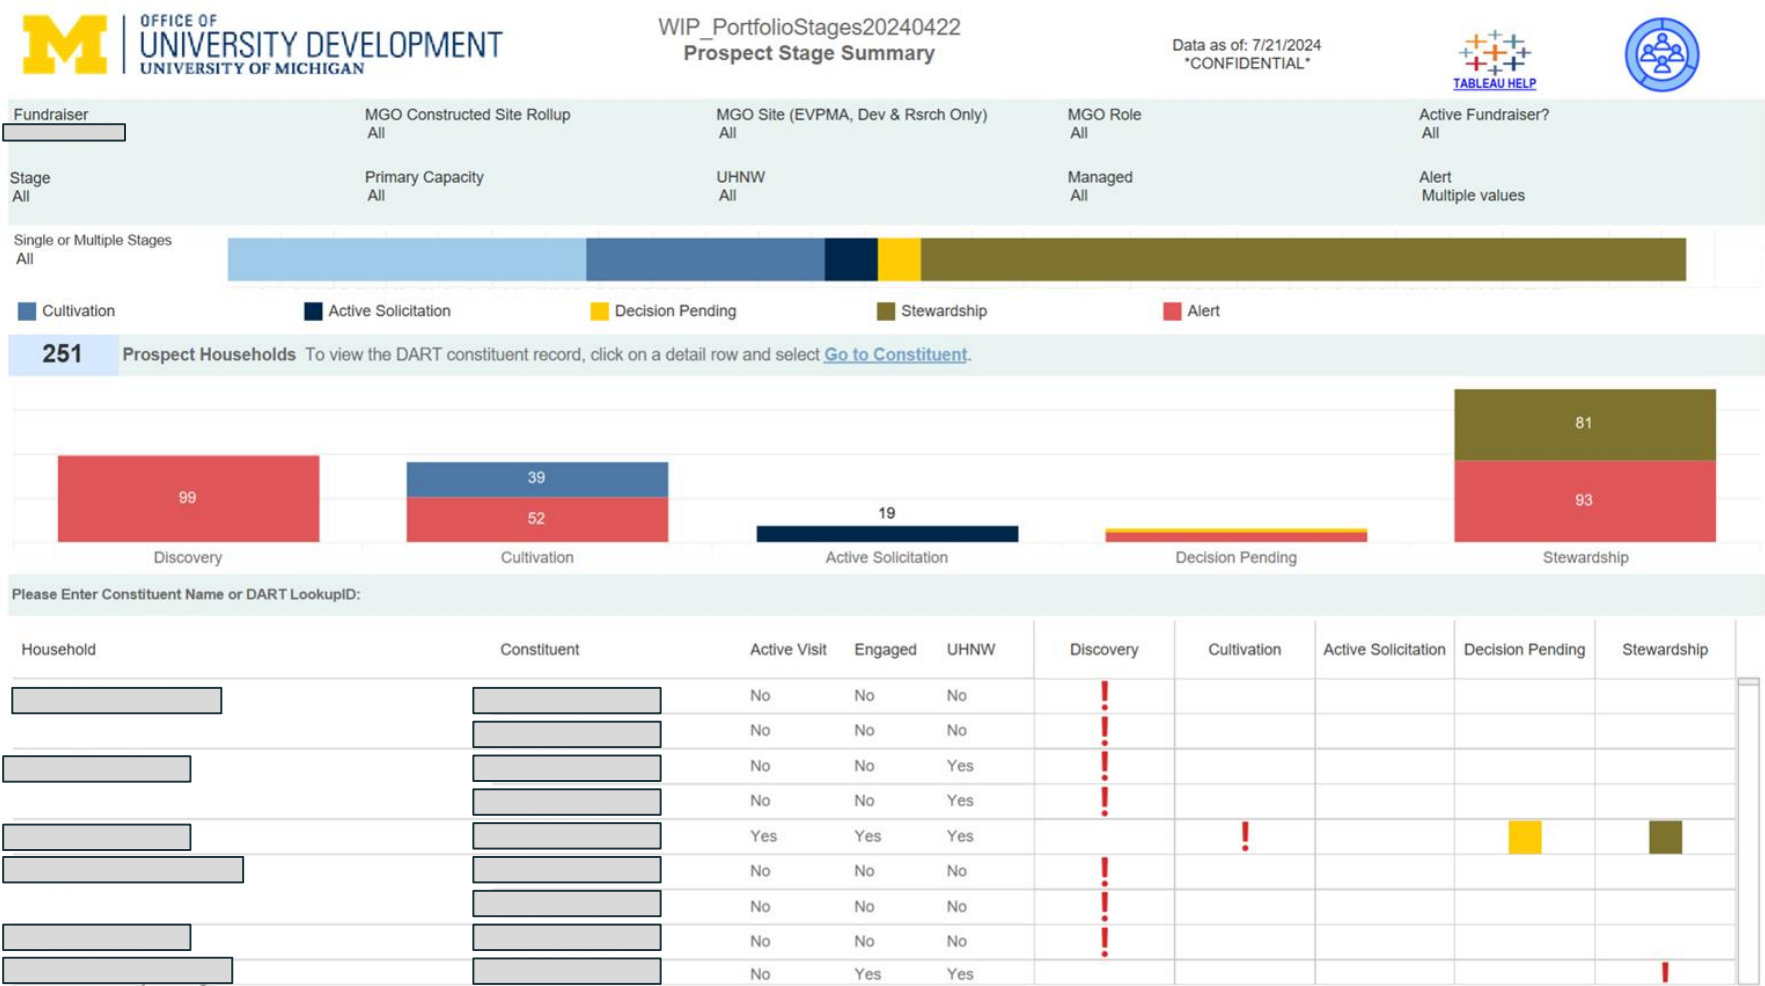 OFFICE OF
UNIVERSITY DEVELOPMENT
UNIVERSITY OF MICHIGAN
WIP_PortfolioStages20240422
Prospect Stage Summary
Data as of: 7/21/2024
*CONFIDENTIAL*
TABLEAU HELP
Fundraiser
MGO Constructed Site Rollup
All
MGO Site (EVPMA, Dev & Rsrch Only)
All
MGO Role
All
Active Fundraiser?
All
Stage
All
Primary Capacity
All
UHNW
All
Managed
All
Alert
Multiple values
Single or Multiple Stages
All
Cultivation
Active Solicitation
Decision Pending
Stewardship
Alert
251 Prospect Households To view the DART constituent record, click on a detail row and select Go to Constituent.
99
39
52
19
81
93
Discovery
Cultivation
Active Solicitation
Decision Pending
Stewardship
Please Enter Constituent Name or DART LookupID:
Household Constituent Active Visit Engaged UHNW Discovery Cultivation Active Solicitation Decision Pending Stewardship
No No No !
No No No !
No No Yes !
No No Yes !
Yes Yes Yes !
No No No !
No No No !
No No No !
No Yes Yes !